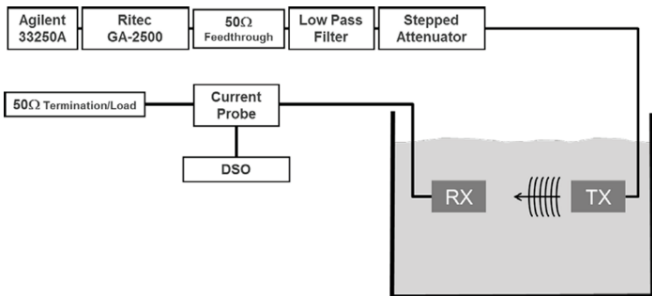 Agilent
33250A
Ritec
GA-2500
50Ω
Feedthrough
Low Pass
Filter
Stepped
Attenuator
50Ω Termination/Load
Current
Probe
DSO
RX
TX